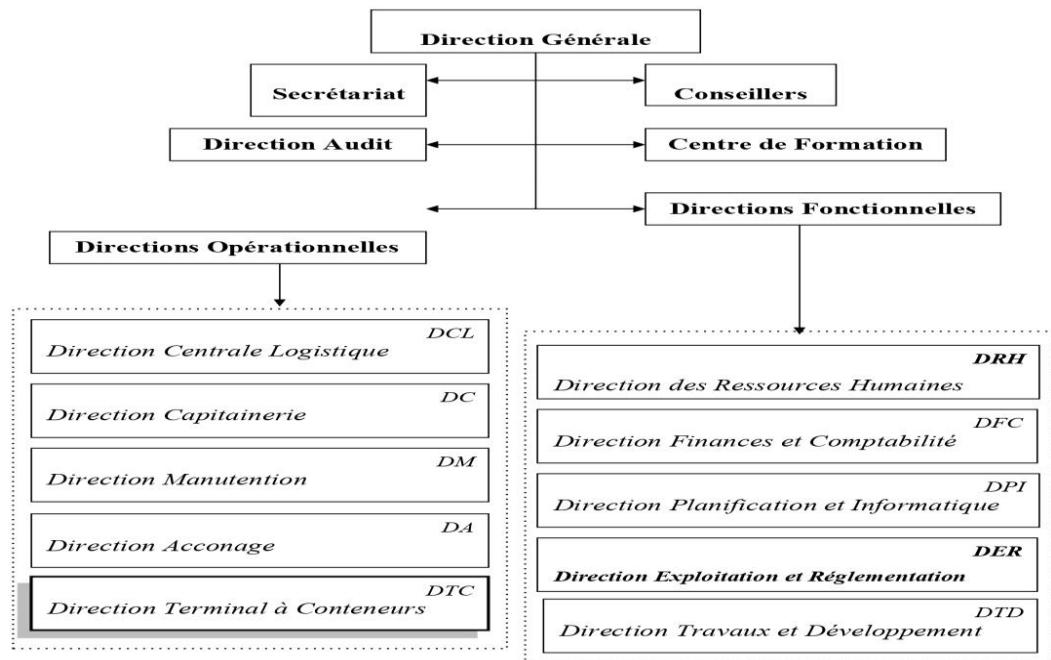 Direction Générale
Secrétariat
Conseillers
Direction Audit
Centre de Formation
Directions Fonctionnelles
Directions Opérationnelles
DCL
Direction Centrale Logistique
DC
Direction Capitainerie
DM
Direction Manutention
DA
Direction Acconage
DTC
Direction Terminal à Conteneurs
DRH
Direction des Ressources Humaines
DFC
Direction Finances et Comptabilité
DPI
Direction Planification et Informatique
DER
Direction Exploitation et Réglementation
DTD
Direction Travaux et Développement